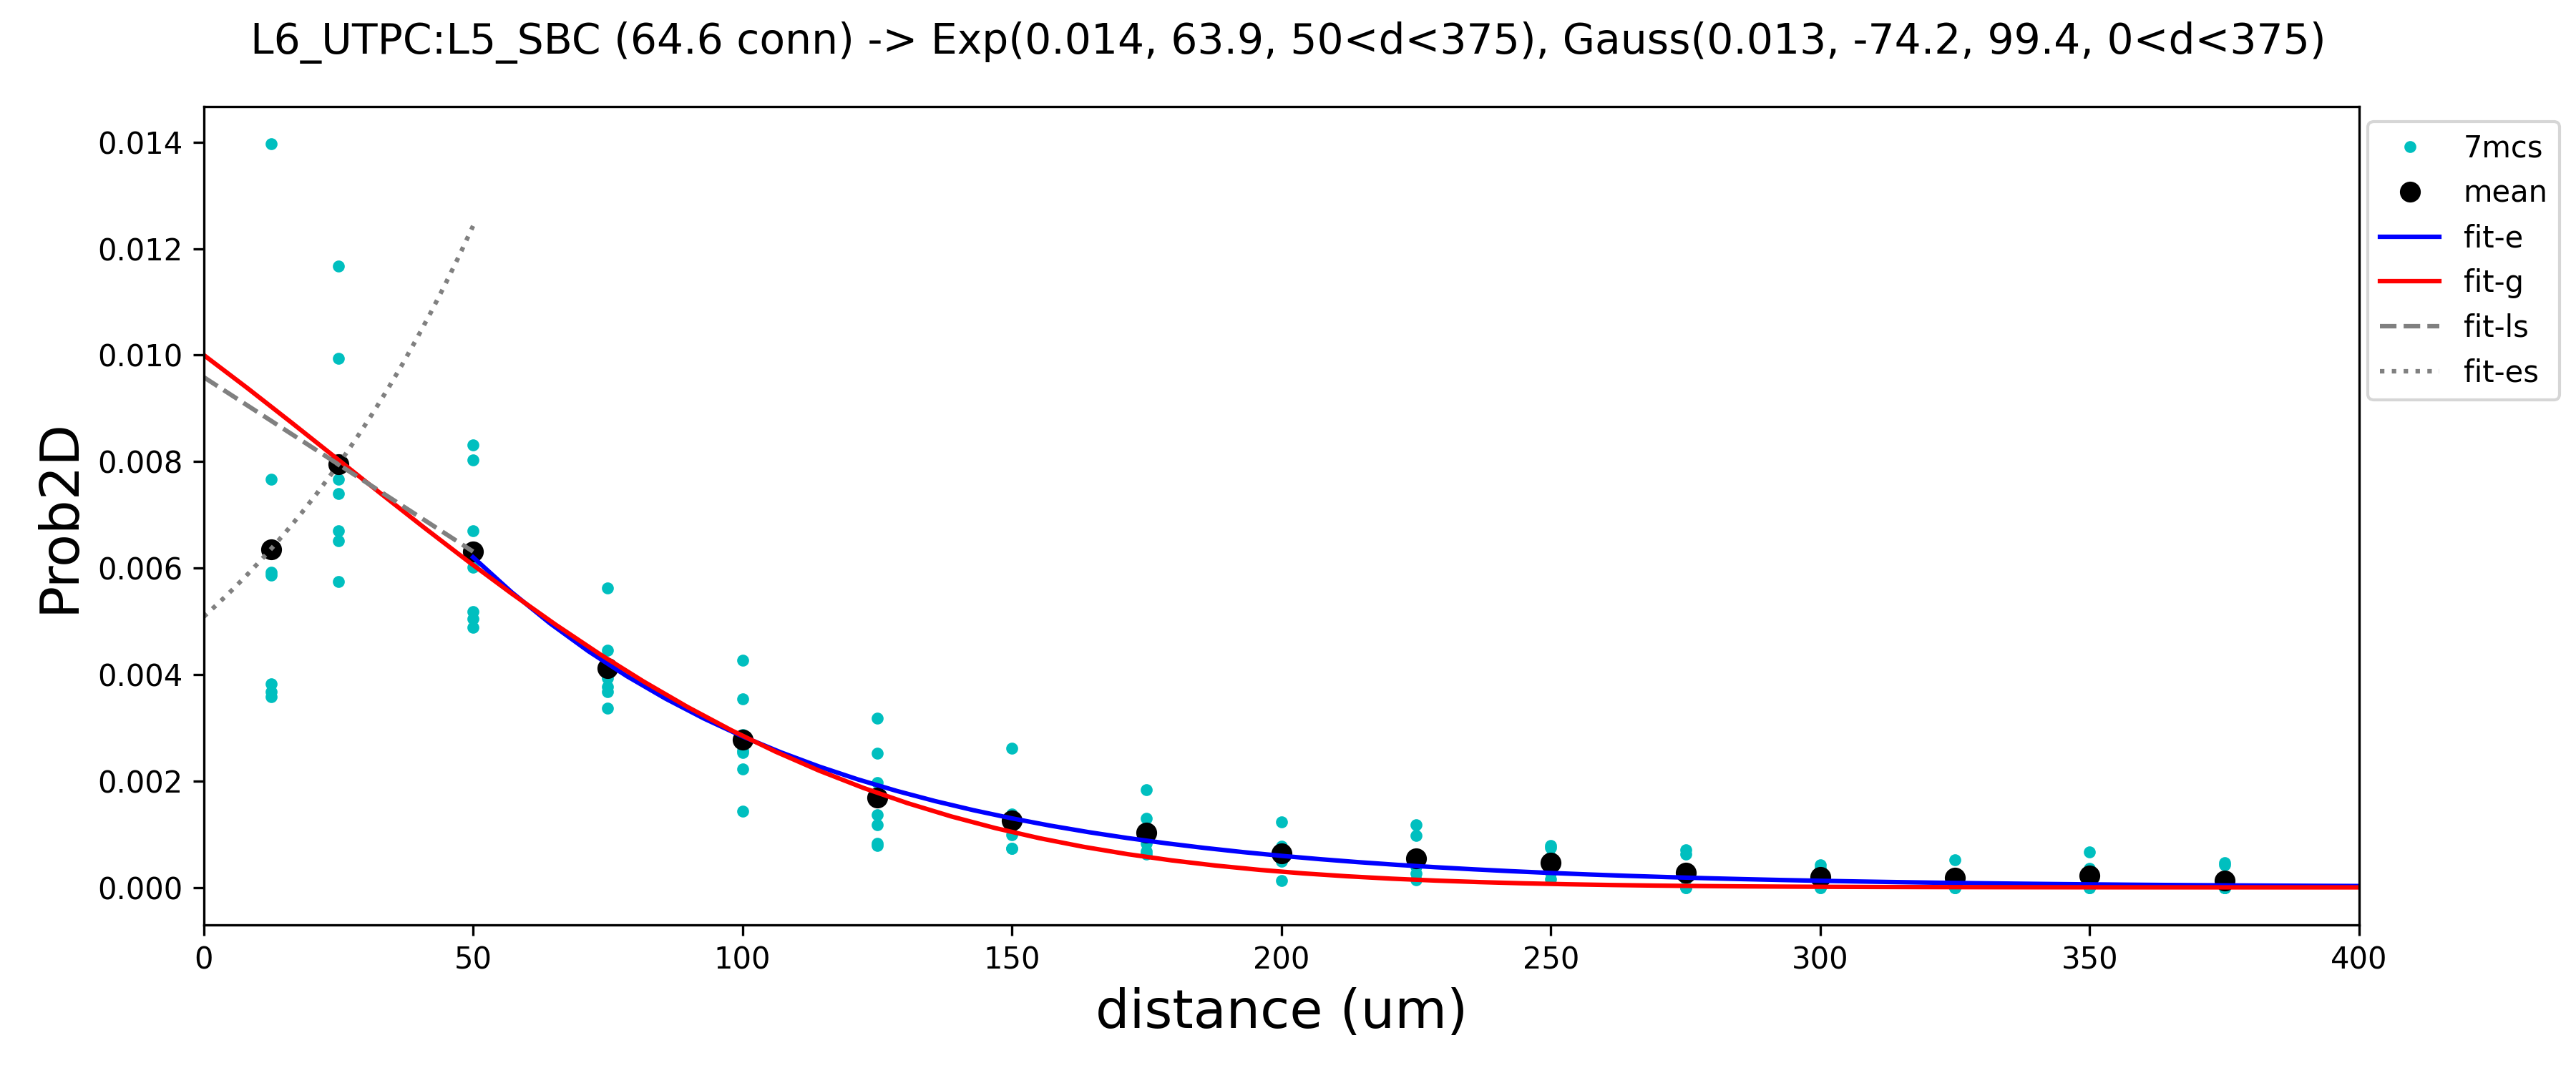 L6_UTPC:L5_SBC (64.6 conn) -> Exp(0.014, 63.9, 50<d<375), Gauss(0.013, -74.2, 99.4, 0<d<375)
0.014
0.012
0.010
0.008
0.006
0.004
0.002
0.000
Prob2D
0
50
100
150
200
250
300
350
400
distance (um)
7mcs
mean
fit-e
fit-g
fit-ls
fit-es